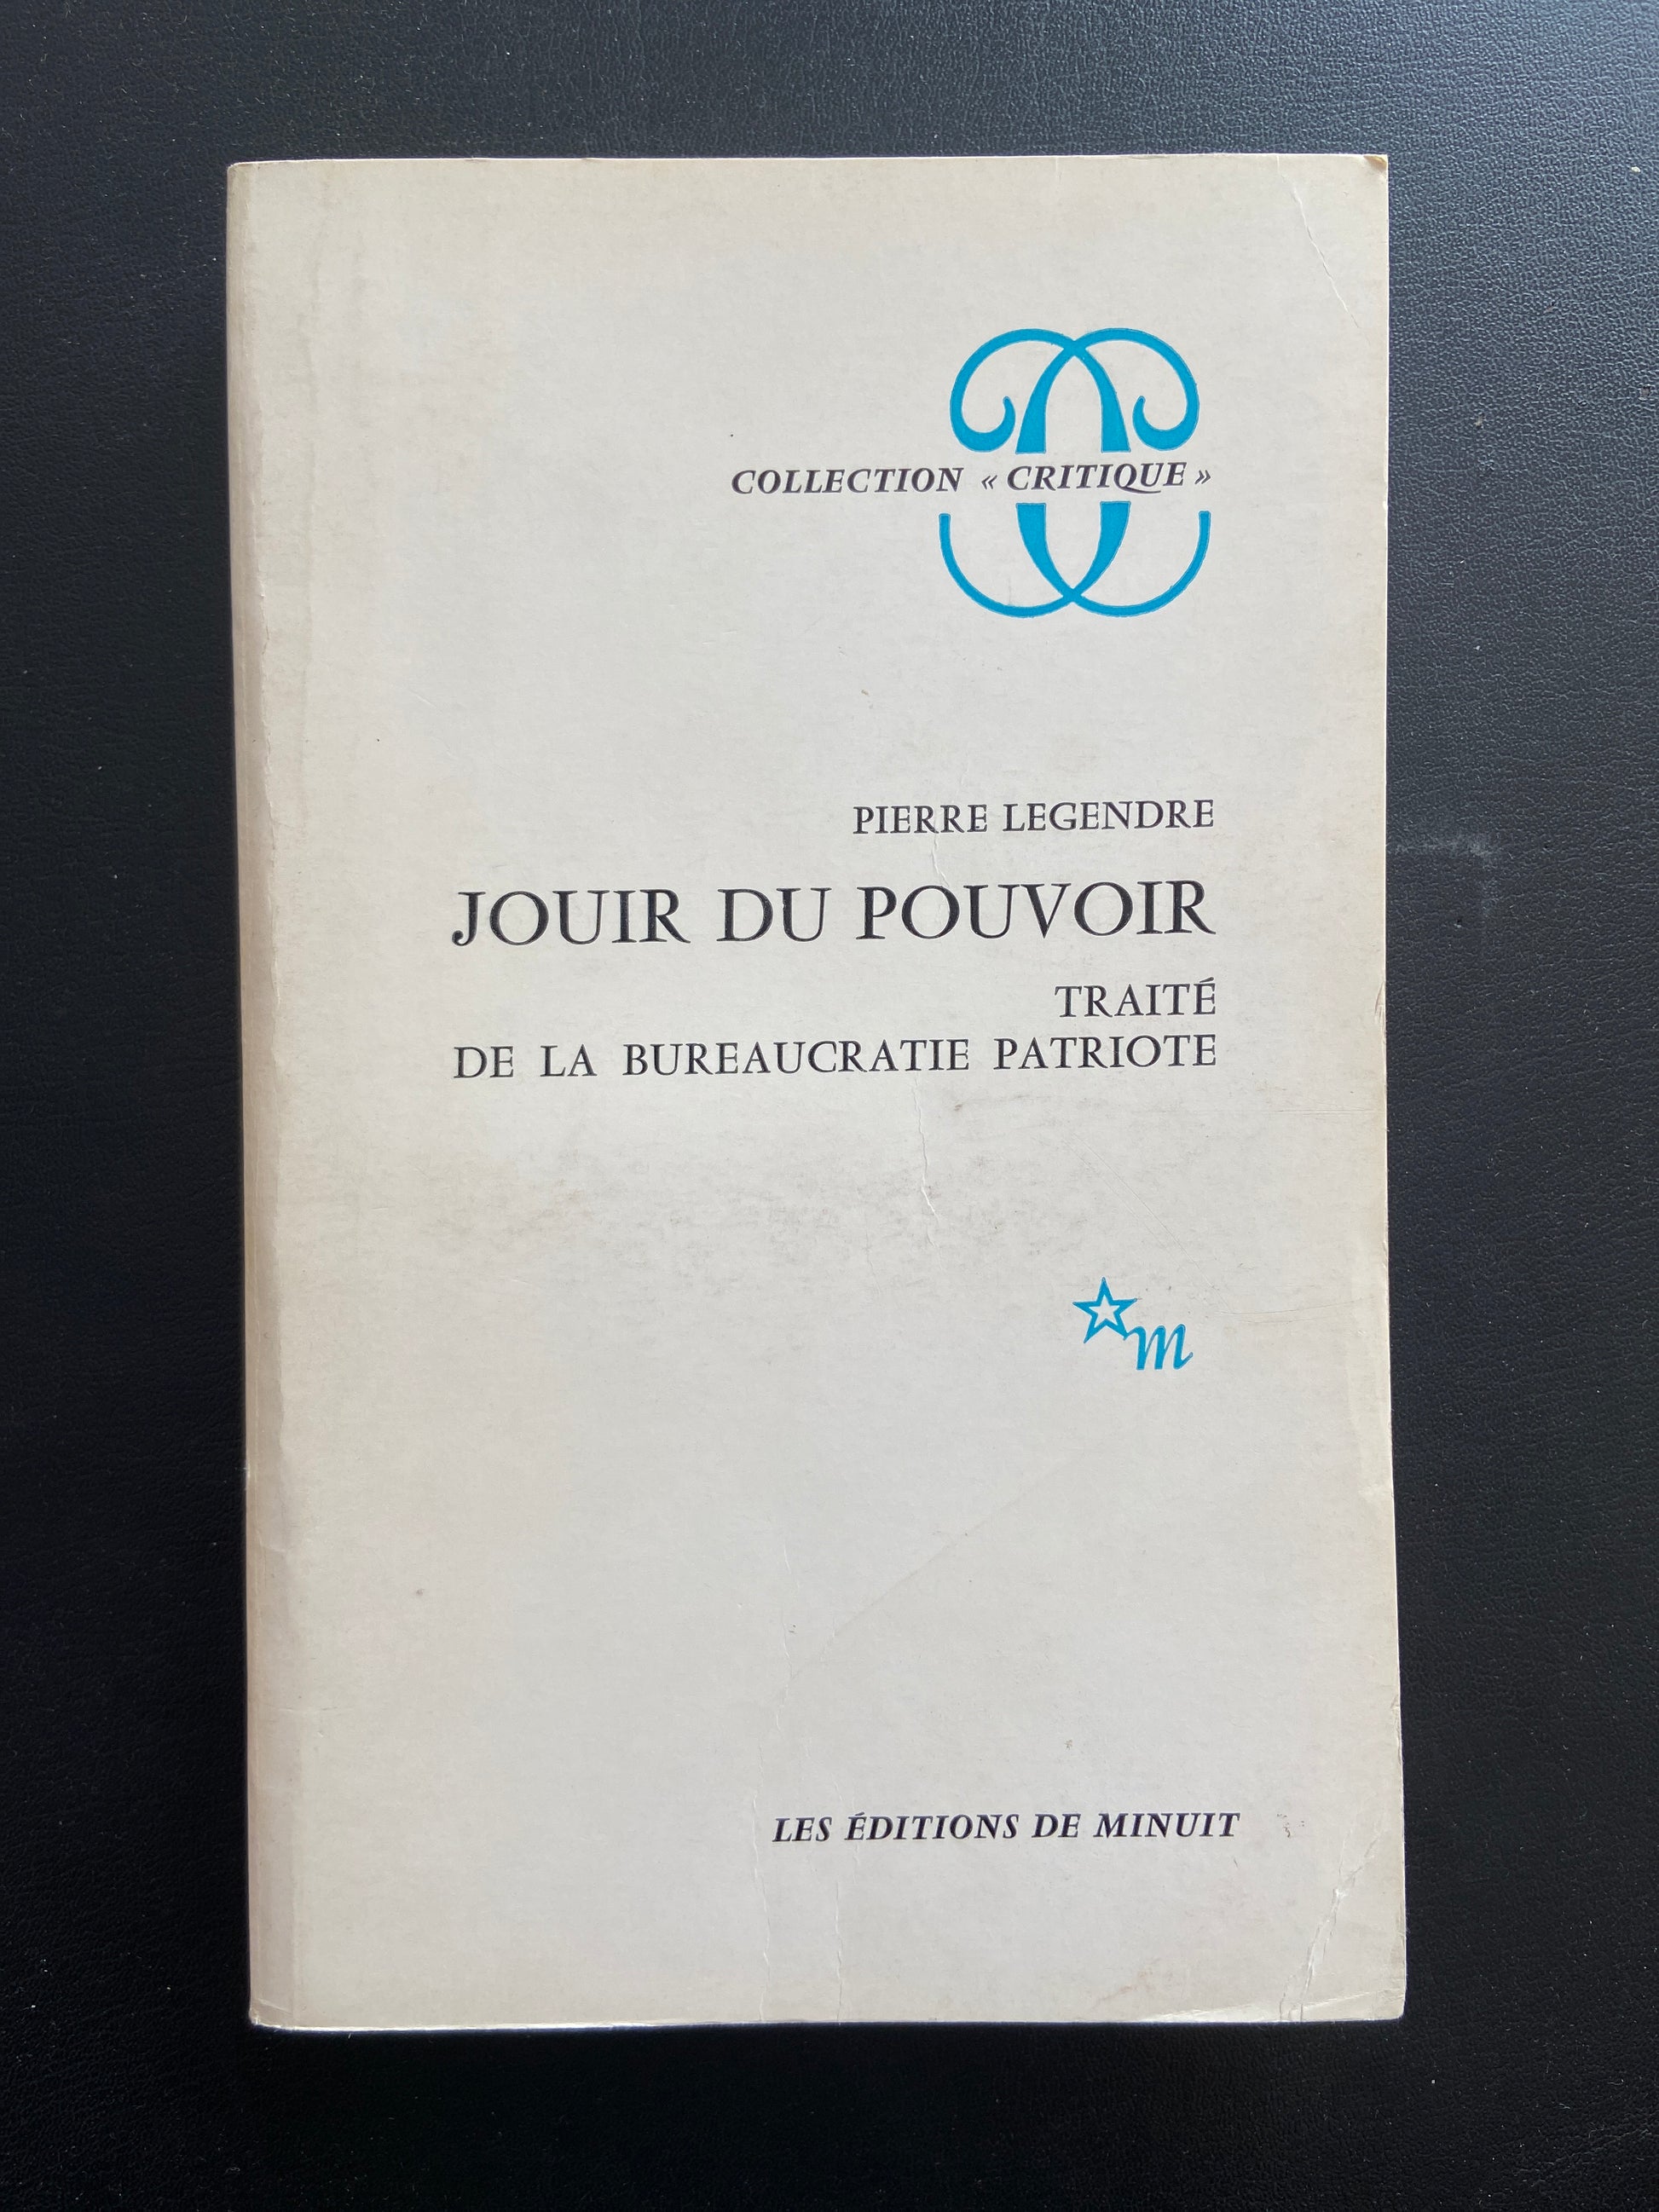 COLLECTION « CRITIQUE »
PIERRE LEGENDRE
JOUIR DU POUVOIR
TRAITÉ
DE LA BUREAUCRATIE PATRIOTE
m
LES ÉDITIONS DE MINUIT